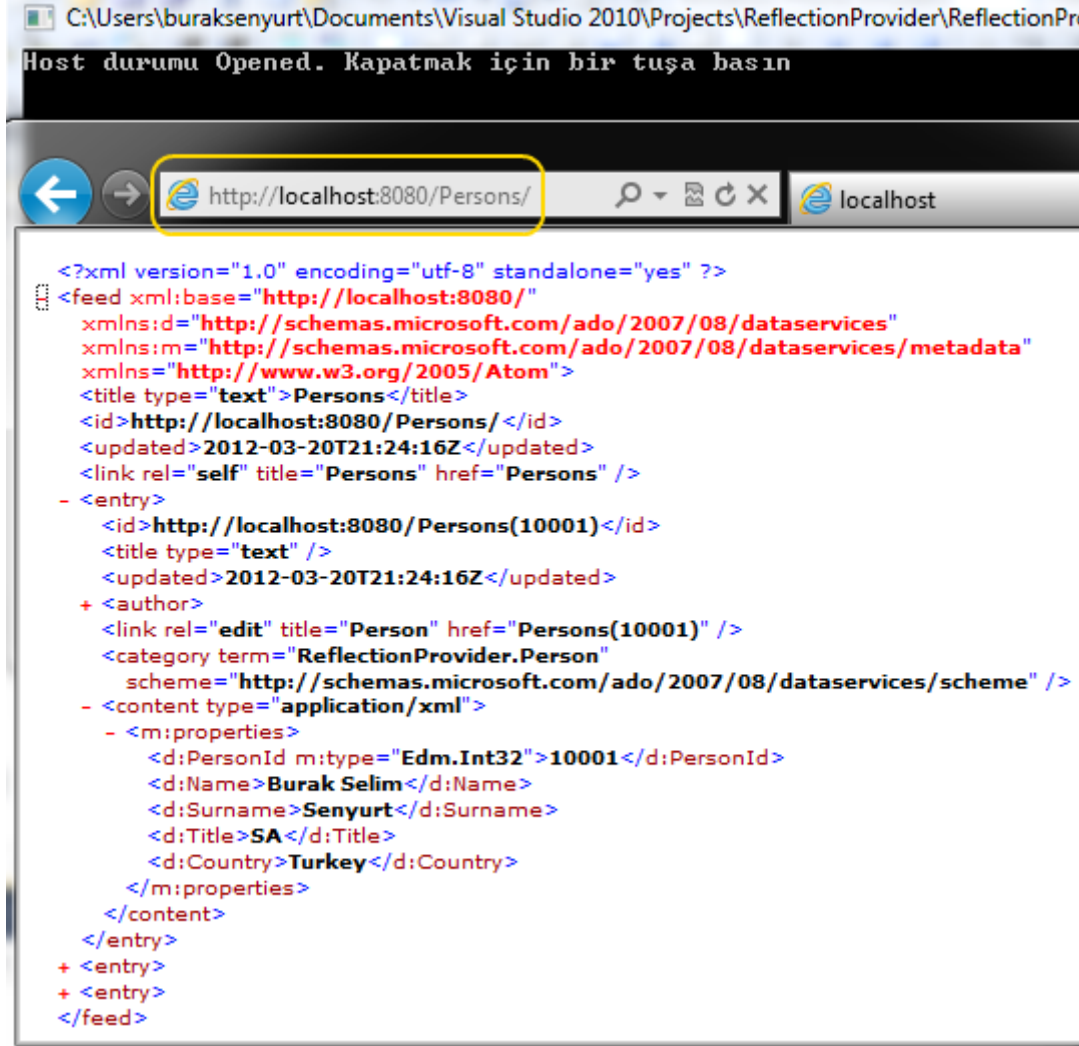 C:\Users\buraksenyurt\Documents\Visual Studio 2010\Projects\ReflectionProvider\ReflectionPr
Host durumu Opened. Kapatmak için bir tuşa basın
http://localhost:8080/Persons/
localhost
<?xml version="1.0" encoding="utf-8" standalone="yes" ?>
- <feed xml:base="http://localhost:8080/"
xmlns:d="http://schemas.microsoft.com/ado/2007/08/dataservices"
xmlns:m="http://schemas.microsoft.com/ado/2007/08/dataservices/metadata"
xmlns="http://www.w3.org/2005/Atom">
<title type="text">Persons</title>
<id>http://localhost:8080/Persons/</id>
<updated>2012-03-20T21:24:16Z</updated>
<link rel="self" title="Persons" href="Persons" />
- <entry>
<id>http://localhost:8080/Persons(10001)</id>
<title type="text" />
<updated>2012-03-20T21:24:16Z</updated>
+ <author>
<link rel="edit" title="Person" href="Persons(10001)" />
<category term="ReflectionProvider.Person"
scheme="http://schemas.microsoft.com/ado/2007/08/dataservices/scheme" />
- <content type="application/xml">
- <m:properties>
<d:PersonId m:type="Edm.Int32">10001</d:PersonId>
<d:Name>Burak Selim</d:Name>
<d:Surname>Senyurt</d:Surname>
<d:Title>SA</d:Title>
<d:Country>Turkey</d:Country>
</m:properties>
</content>
</entry>
+ <entry>
+ <entry>
</feed>